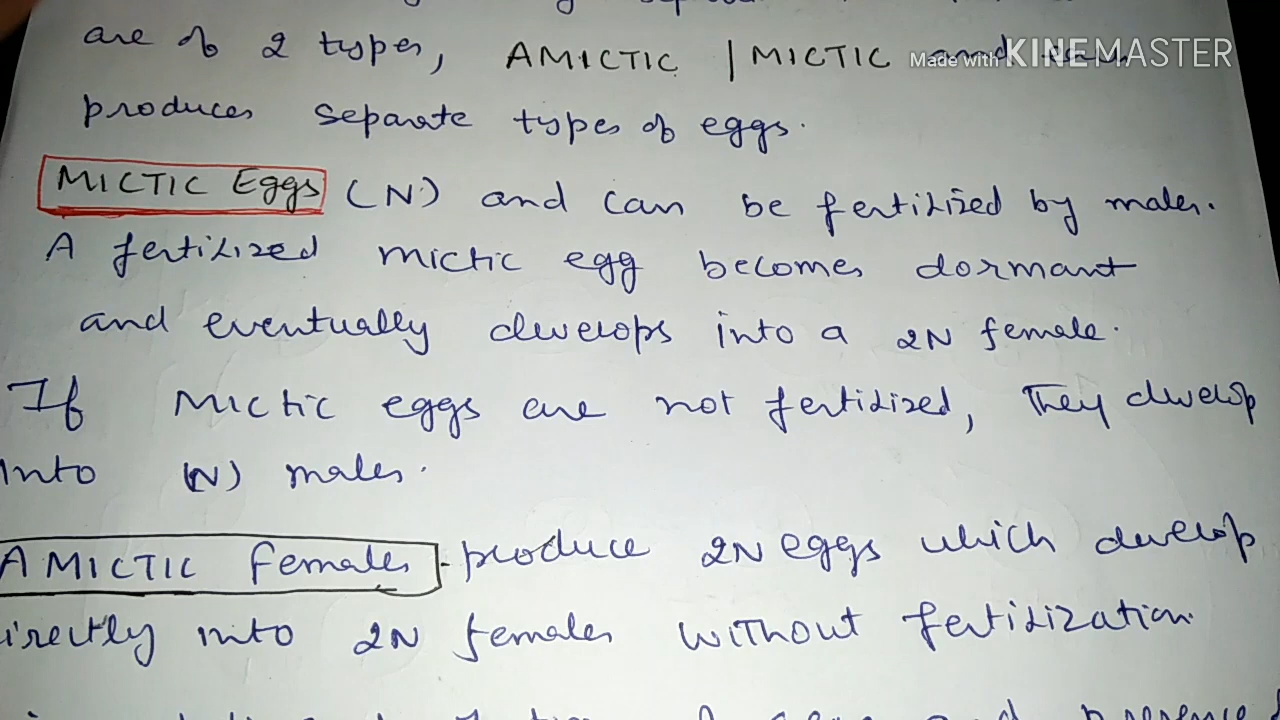 are of 2 types, AMICTIC | MICTIC and
Made with KINEMASTER
produces separate types of eggs.
MICTIC Eggs (N) and can be fertilized by males.
A fertilized mictic egg becomes dormant
and eventually develops into a 2N female.
If Mictic eggs are not fertilized, They develop
into (N) males.
AMICTIC females - produce 2N eggs which develop
irectly into 2N females WITHOUT fertilization.